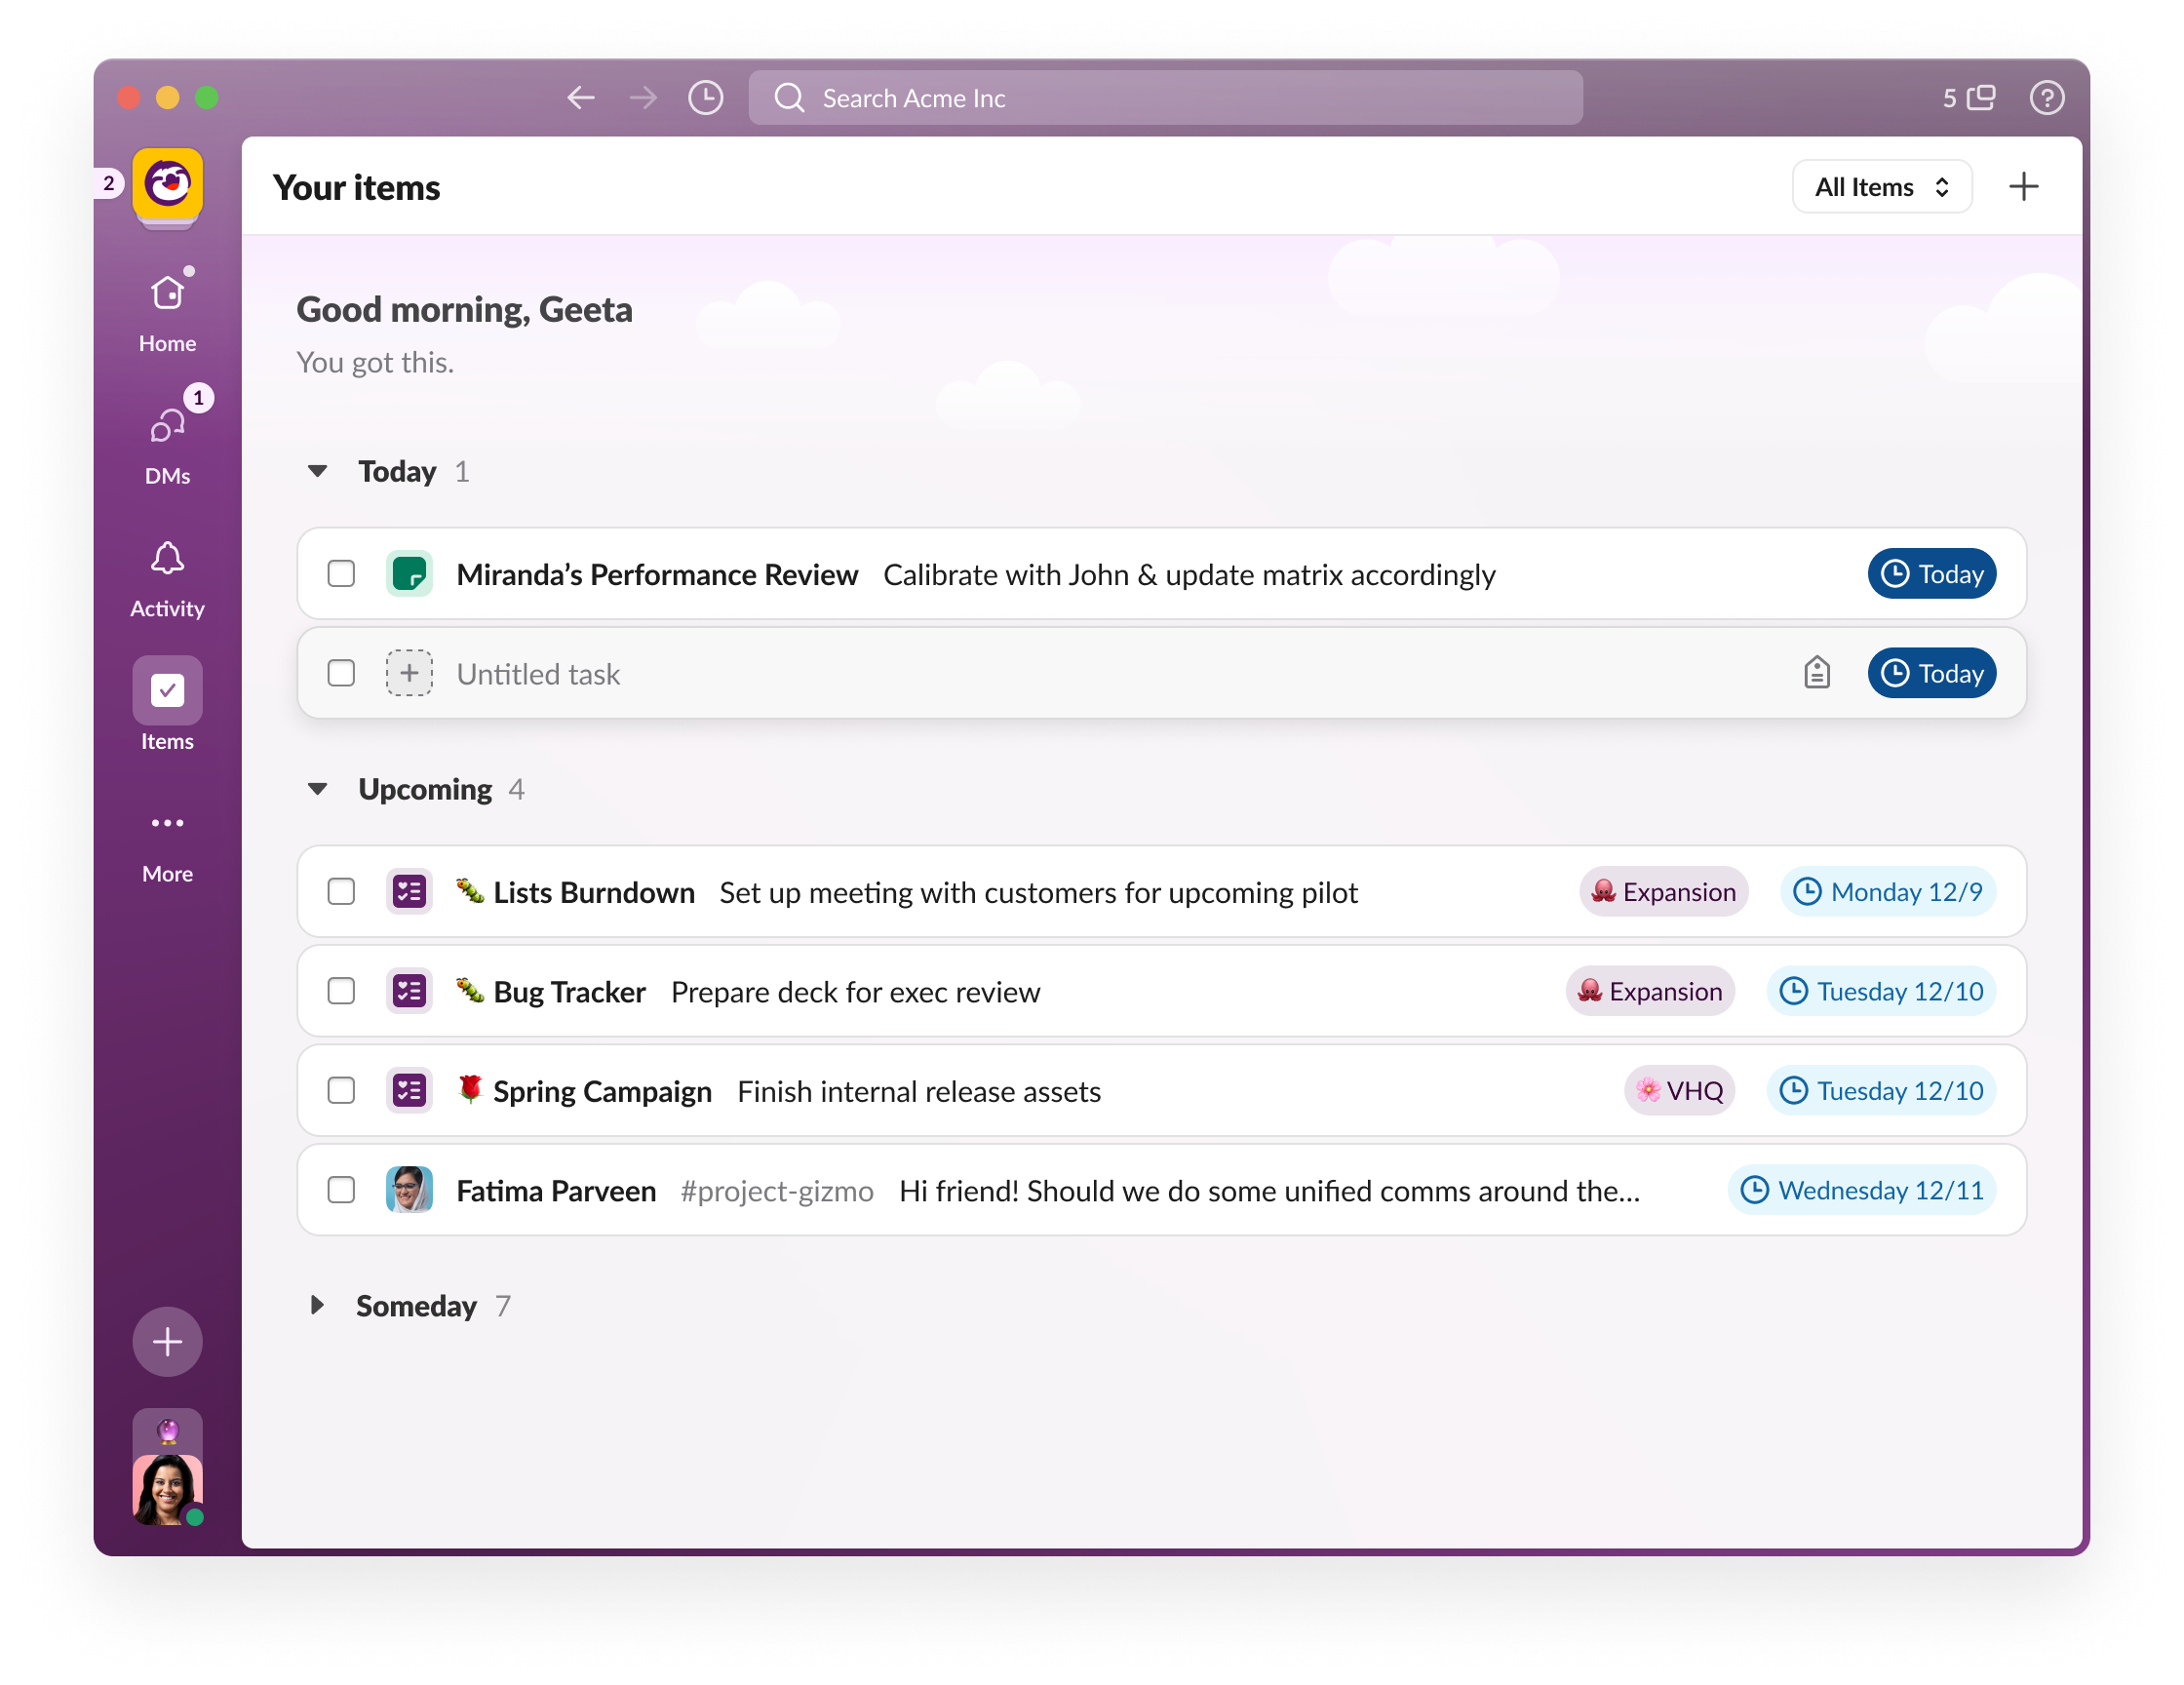 Search Acme Inc
5
2
Your items
All Items
Home
Good morning, Geeta
You got this.
1
DMs
Today 1
Activity
Miranda’s Performance Review Calibrate with John & update matrix accordingly Today
Untitled task Today
Items
Upcoming 4
More
Lists Burndown Set up meeting with customers for upcoming pilot Expansion Monday 12/9
Bug Tracker Prepare deck for exec review Expansion Tuesday 12/10
Spring Campaign Finish internal release assets VHQ Tuesday 12/10
Fatima Parveen #project-gizmo Hi friend! Should we do some unified comms around the... Wednesday 12/11
Someday 7